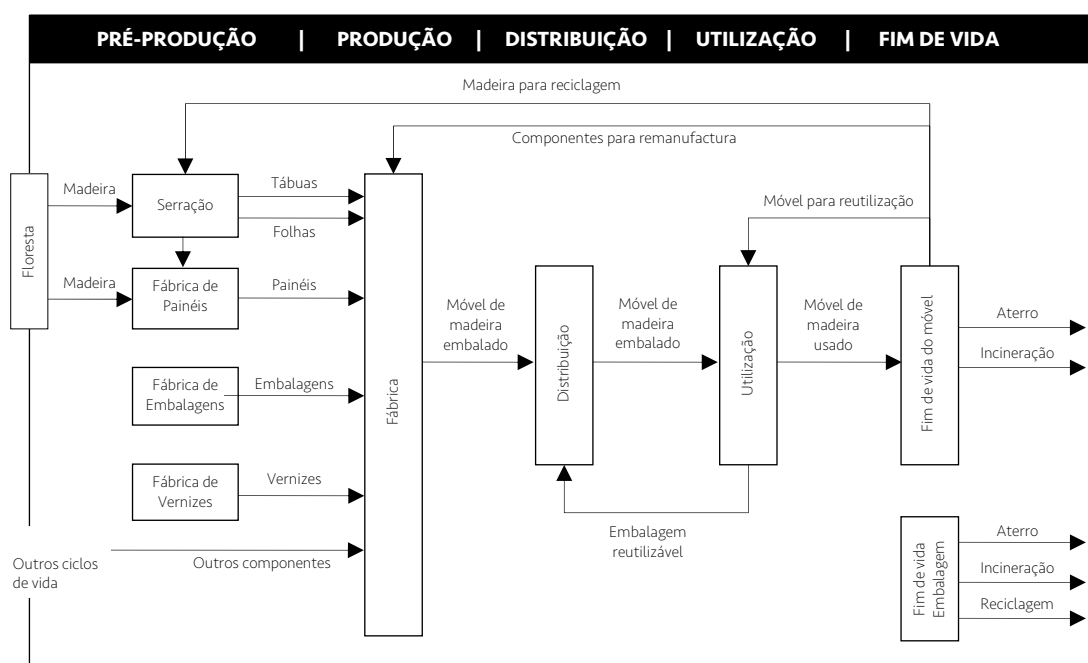 PRÉ-PRODUÇÃO | PRODUÇÃO | DISTRIBUIÇÃO | UTILIZAÇÃO | FIM DE VIDA
Madeira para reciclagem
Componentes para remanufactura
Floresta
Madeira
Serração
Tábuas
Folhas
Madeira
Fábrica de
Painéis
Painéis
Fábrica de
Embalagens
Embalagens
Fábrica de
Vernizes
Vernizes
Outros ciclos
de vida
Outros componentes
Fábrica
Móvel de
madeira
embalado
Distribuição
Móvel de
madeira
embalado
Móvel para reutilização
Utilização
Embalagem
reutilizável
Móvel de
madeira
usado
Fim de vida do móvel
Aterro
Incineração
Fim de vida
Embalagem
Aterro
Incineração
Reciclagem